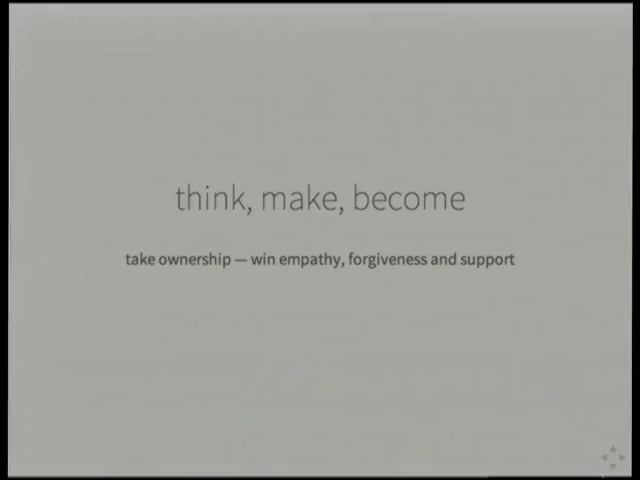 think, make, become
take ownership — win empathy, forgiveness and support